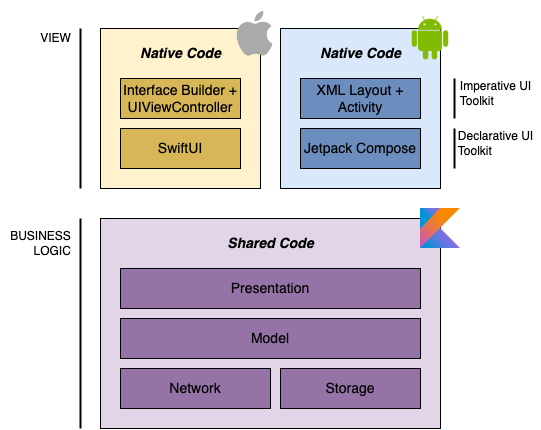 VIEW
Native Code
Native Code
Interface Builder +
UIViewController
XML Layout +
Activity
Imperative UI
Toolkit
SwiftUI
Jetpack Compose
Declarative UI
Toolkit
BUSINESS
LOGIC
Shared Code
Presentation
Model
Network
Storage